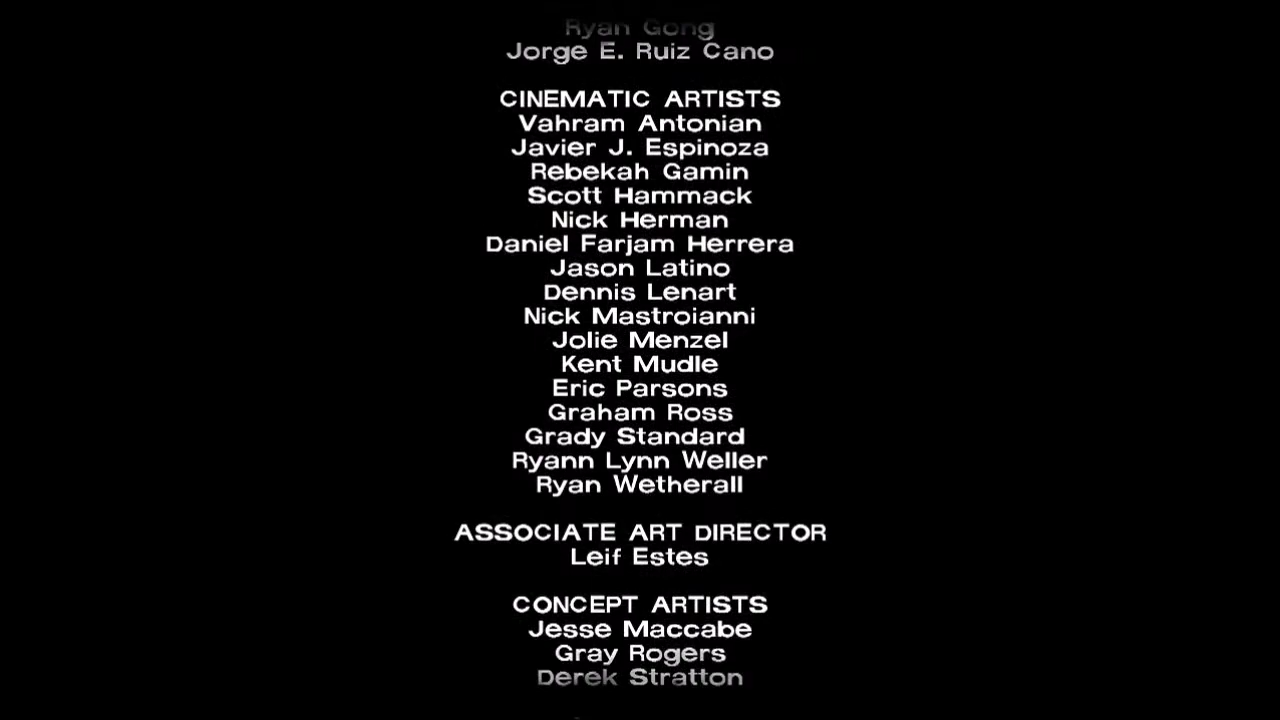 Ryan Gong
Jorge E. Ruiz Cano
CINEMATIC ARTISTS
Vahram Antonian
Javier J. Espinoza
Rebekah Gamin
Scott Hammack
Nick Herman
Daniel Farjam Herrera
Jason Latino
Dennis Lenart
Nick Mastroianni
Jolie Menzel
Kent Mudle
Eric Parsons
Graham Ross
Grady Standard
Ryann Lynn Weller
Ryan Wetherall
ASSOCIATE ART DIRECTOR
Leif Estes
CONCEPT ARTISTS
Jesse Maccabe
Gray Rogers
Derek Stratton